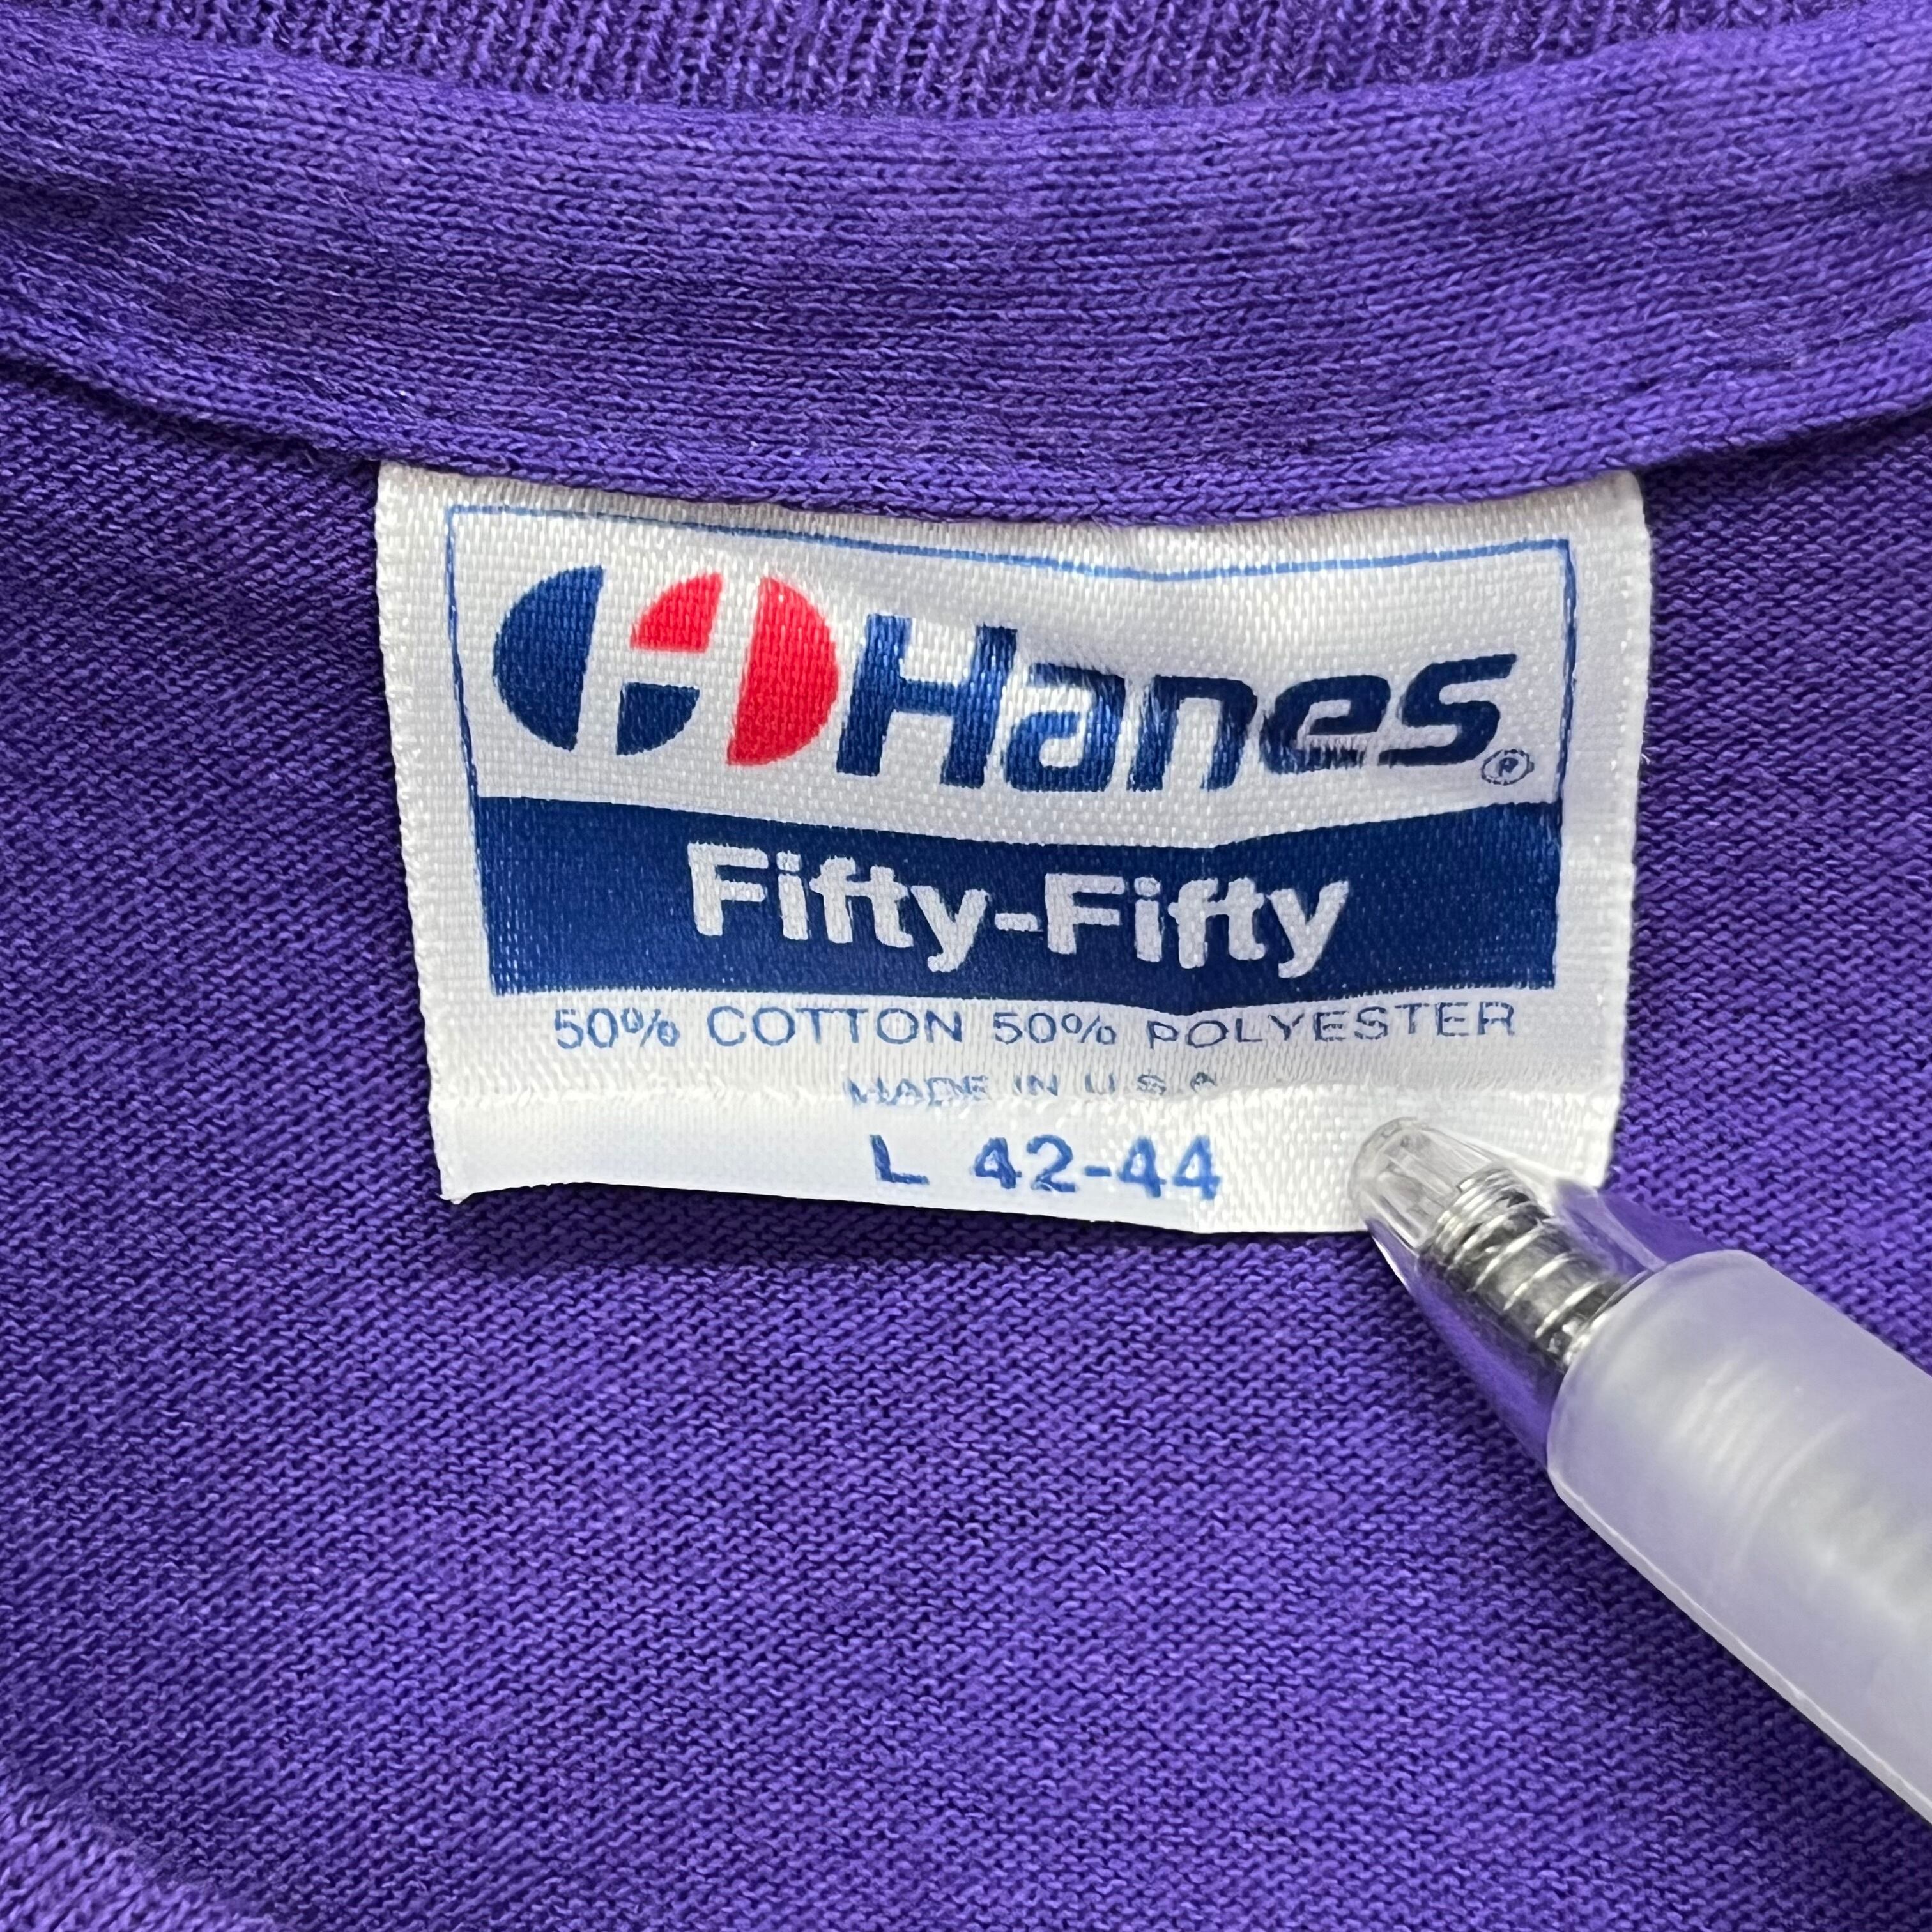 Hanes®
Fifty-Fifty
50% COTTON 50% POLYESTER
MADE IN U.S.A
L 42-44